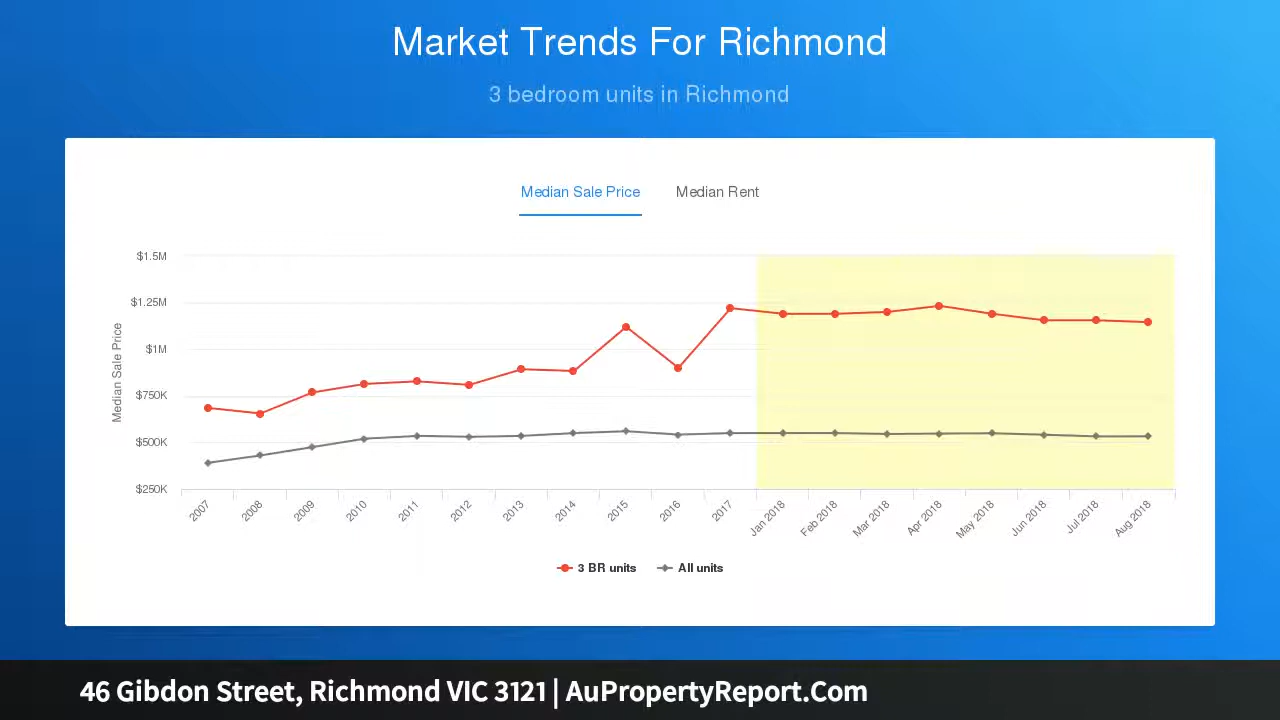 Market Trends For Richmond
3 bedroom units in Richmond
Median Sale Price
Median Rent
$1.5M
$1.25M
$1M
$750K
$500K
$250K
Median Sale Price
2007
2008
2009
2010
2011
2012
2013
2014
2015
2016
2017
Jan 2018
Feb 2018
Mar 2018
Apr 2018
May 2018
Jun 2018
Jul 2018
Aug 2018
3 BR units
All units
46 Gibdon Street, Richmond VIC 3121 | AuPropertyReport.Com